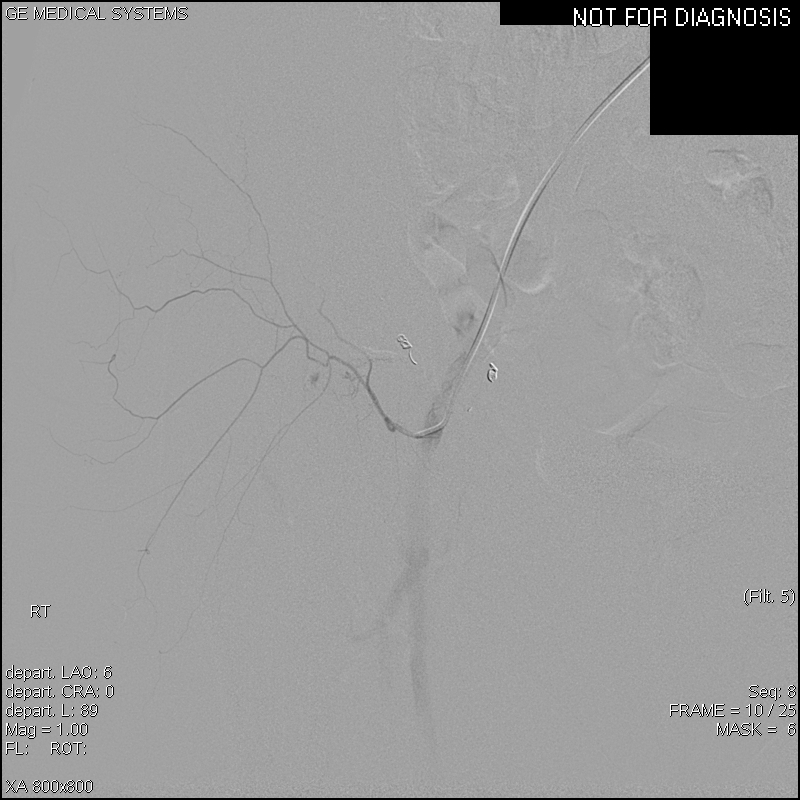 GE MEDICAL SYSTEMS
NOT FOR DIAGNOSIS
RT
(Filt. 5)
depart. LAO: 6
depart. CRA: 0
depart. L: 89
Mag = 1.00
FL: ROT:
Seq: 8
FRAME = 10 / 25
MASK = 6
XA 800x800